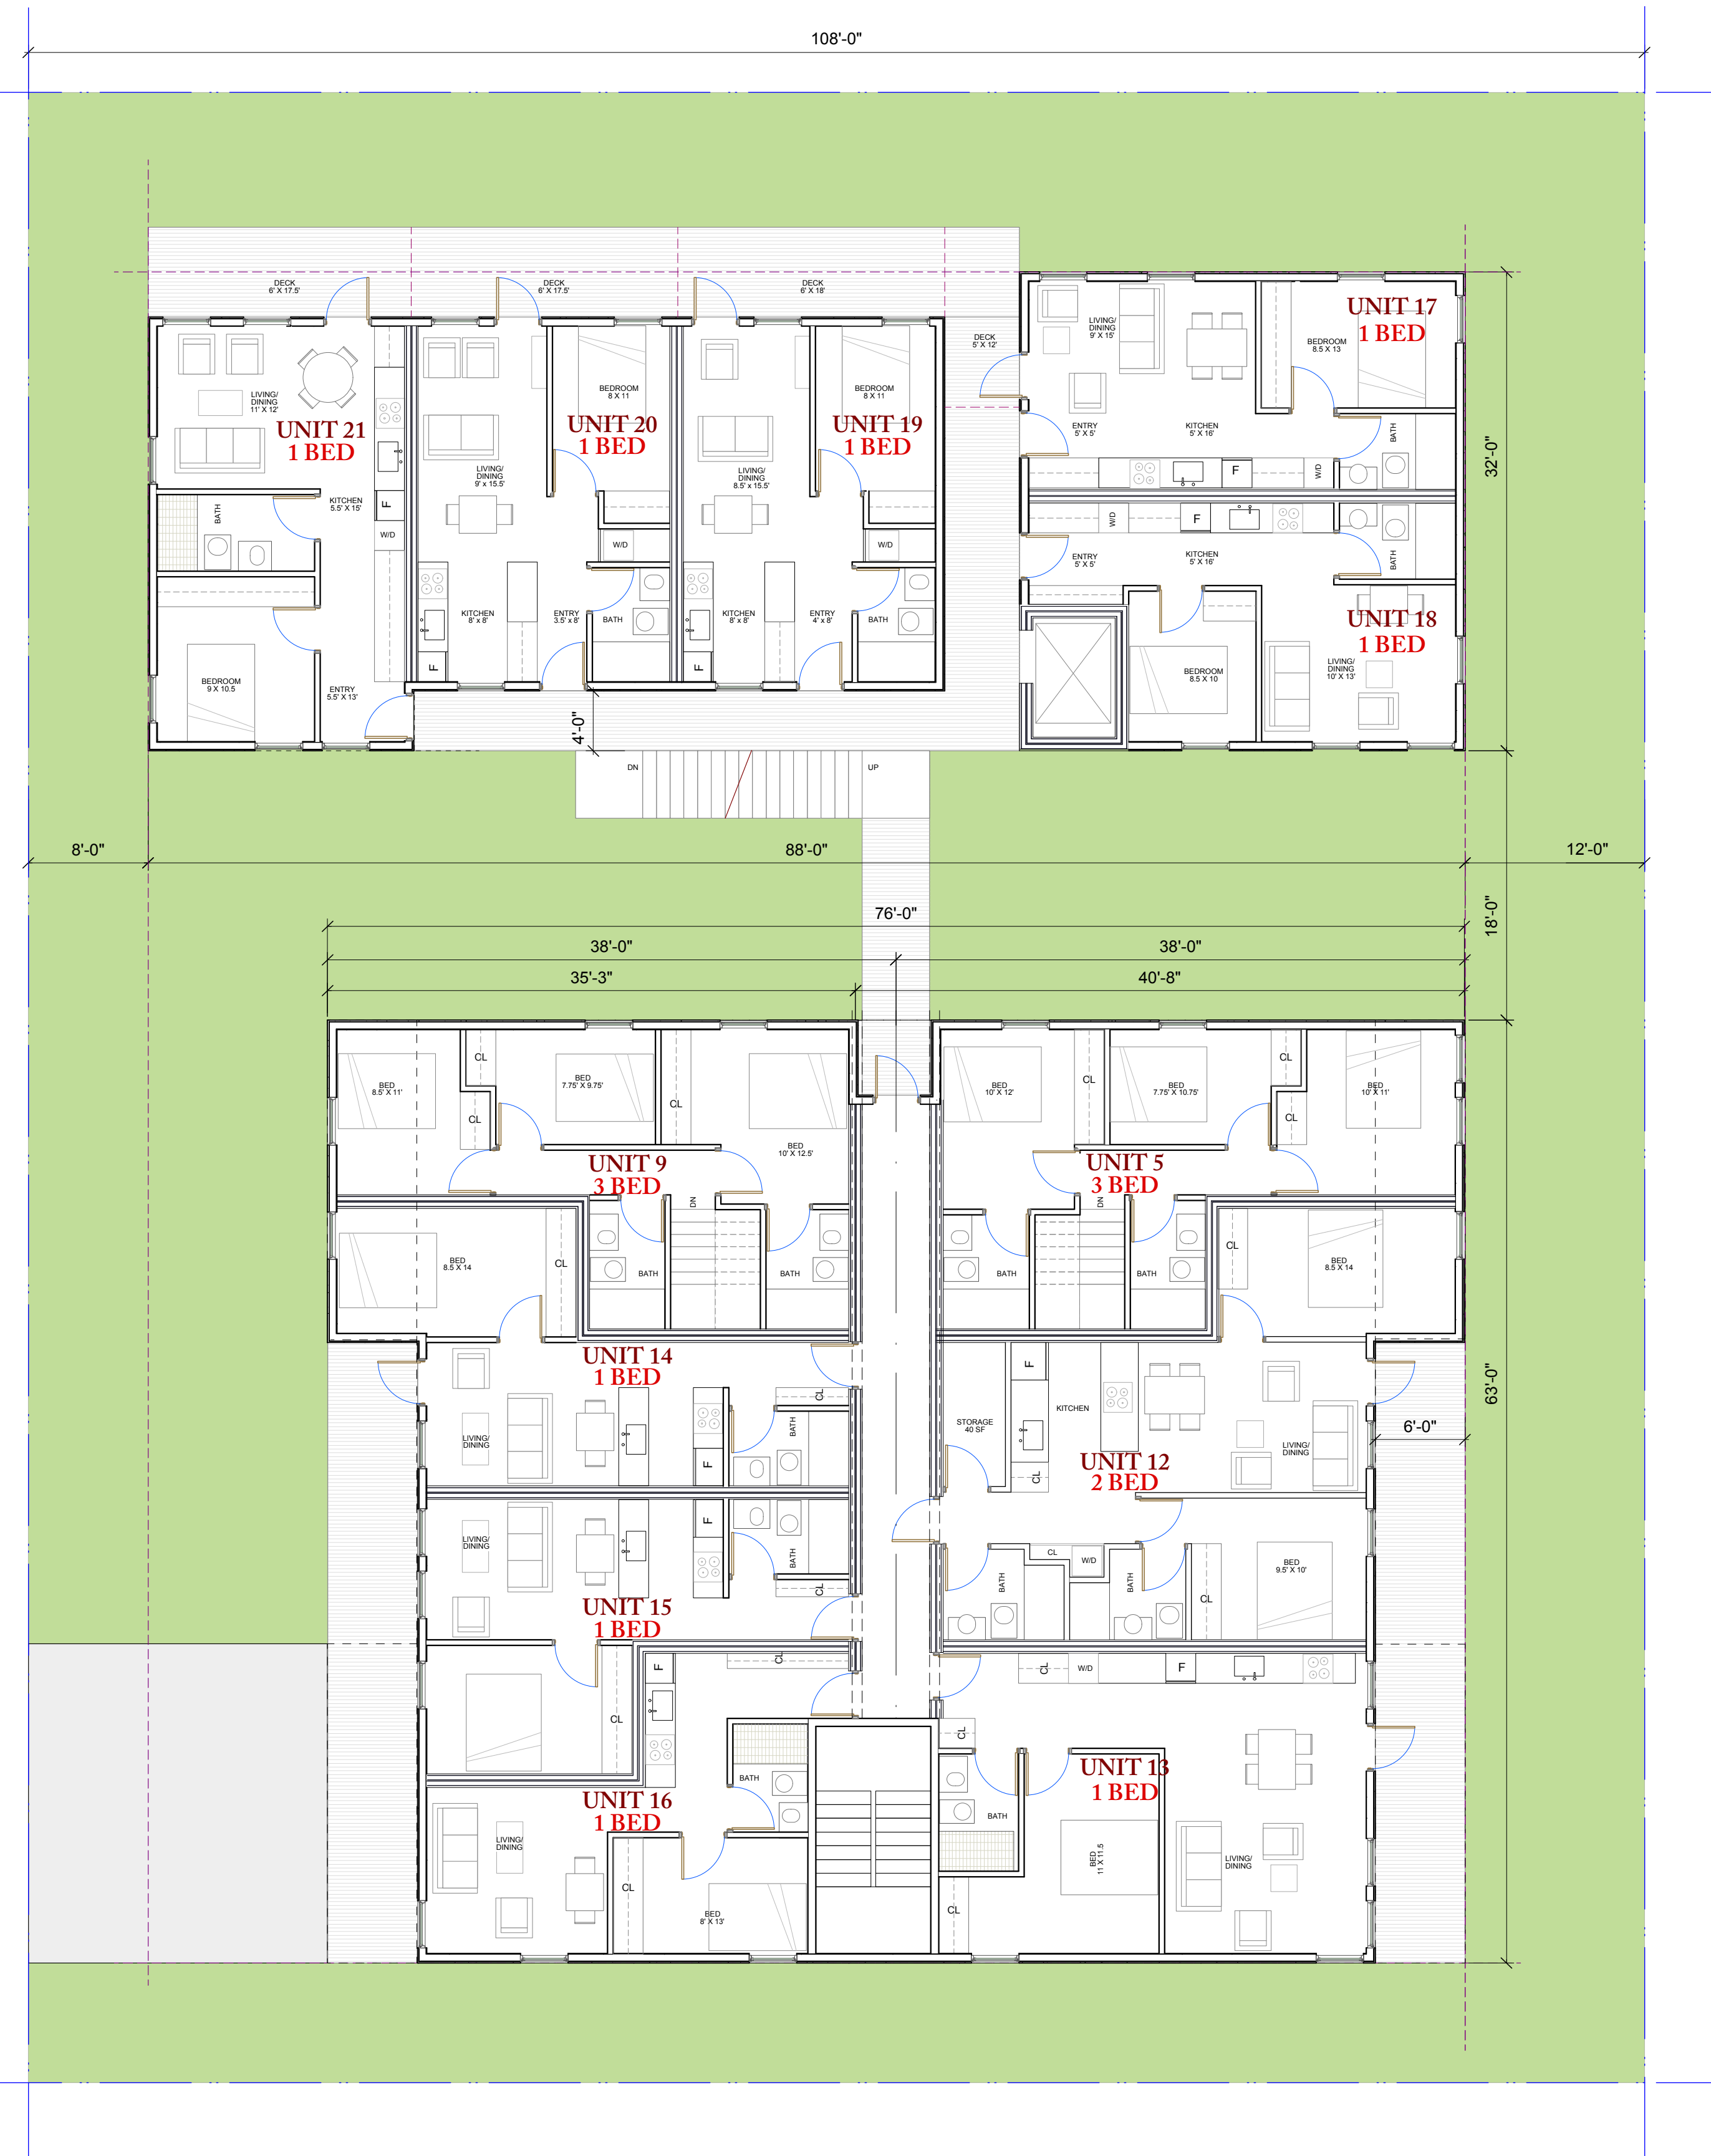 108'-0"
DECK
6' X 17.5'
DECK
6' X 17.5'
DECK
6' X 18'
DECK
5' X 12'
LIVING/
DINING
11' X 12'
UNIT 21
1 BED
KITCHEN
5.5' X 15'
F
W/D
BATH
BEDROOM
9 X 10.5
ENTRY
5.5' X 13'
BEDROOM
8 X 11
UNIT 20
1 BED
LIVING/
DINING
9' x 15.5'
W/D
KITCHEN
8' x 8'
ENTRY
3.5' x 8'
BATH
F
BEDROOM
8 X 11
UNIT 19
1 BED
LIVING/
DINING
8.5' x 15.5'
W/D
KITCHEN
8' x 8'
ENTRY
4' x 8'
BATH
F
LIVING/
DINING
9' X 15'
UNIT 17
1 BED
BEDROOM
8.5 X 13
ENTRY
5' X 5'
KITCHEN
5' X 16'
BATH
F
W/D
W/D
F
ENTRY
5' X 5'
KITCHEN
5' X 16'
BATH
UNIT 18
1 BED
BEDROOM
8.5 X 10
LIVING/
DINING
10' X 13'
32'-0"
4'-0"
DN
UP
8'-0"
88'-0"
12'-0"
18'-0"
76'-0"
38'-0"
38'-0"
35'-3"
40'-8"
BED
8.5' X 11'
CL
CL
BED
7.75' X 9.75'
CL
BED
10' X 12.5'
UNIT 9
3 BED
DN
BATH
BATH
BED
10' X 12'
CL
BED
7.75' X 10.75'
CL
CL
BED
10' X 11'
UNIT 5
3 BED
DN
BATH
BATH
BED
8.5 X 14
CL
UNIT 14
1 BED
LIVING/
DINING
F
CL
BATH
CL
BED
8.5 X 14
F
STORAGE
40 SF
KITCHEN
CL
LIVING/
DINING
UNIT 12
2 BED
6'-0"
63'-0"
CL
W/D
BATH
BATH
CL
BED
9.5' X 10'
LIVING/
DINING
F
BATH
CL
UNIT 15
1 BED
CL
F
CL
BATH
UNIT 16
1 BED
LIVING/
DINING
CL
BED
8' X 13'
CL
W/D
F
CL
UNIT 13
1 BED
BATH
BED
11 X 11.5
LIVING/
DINING
CL